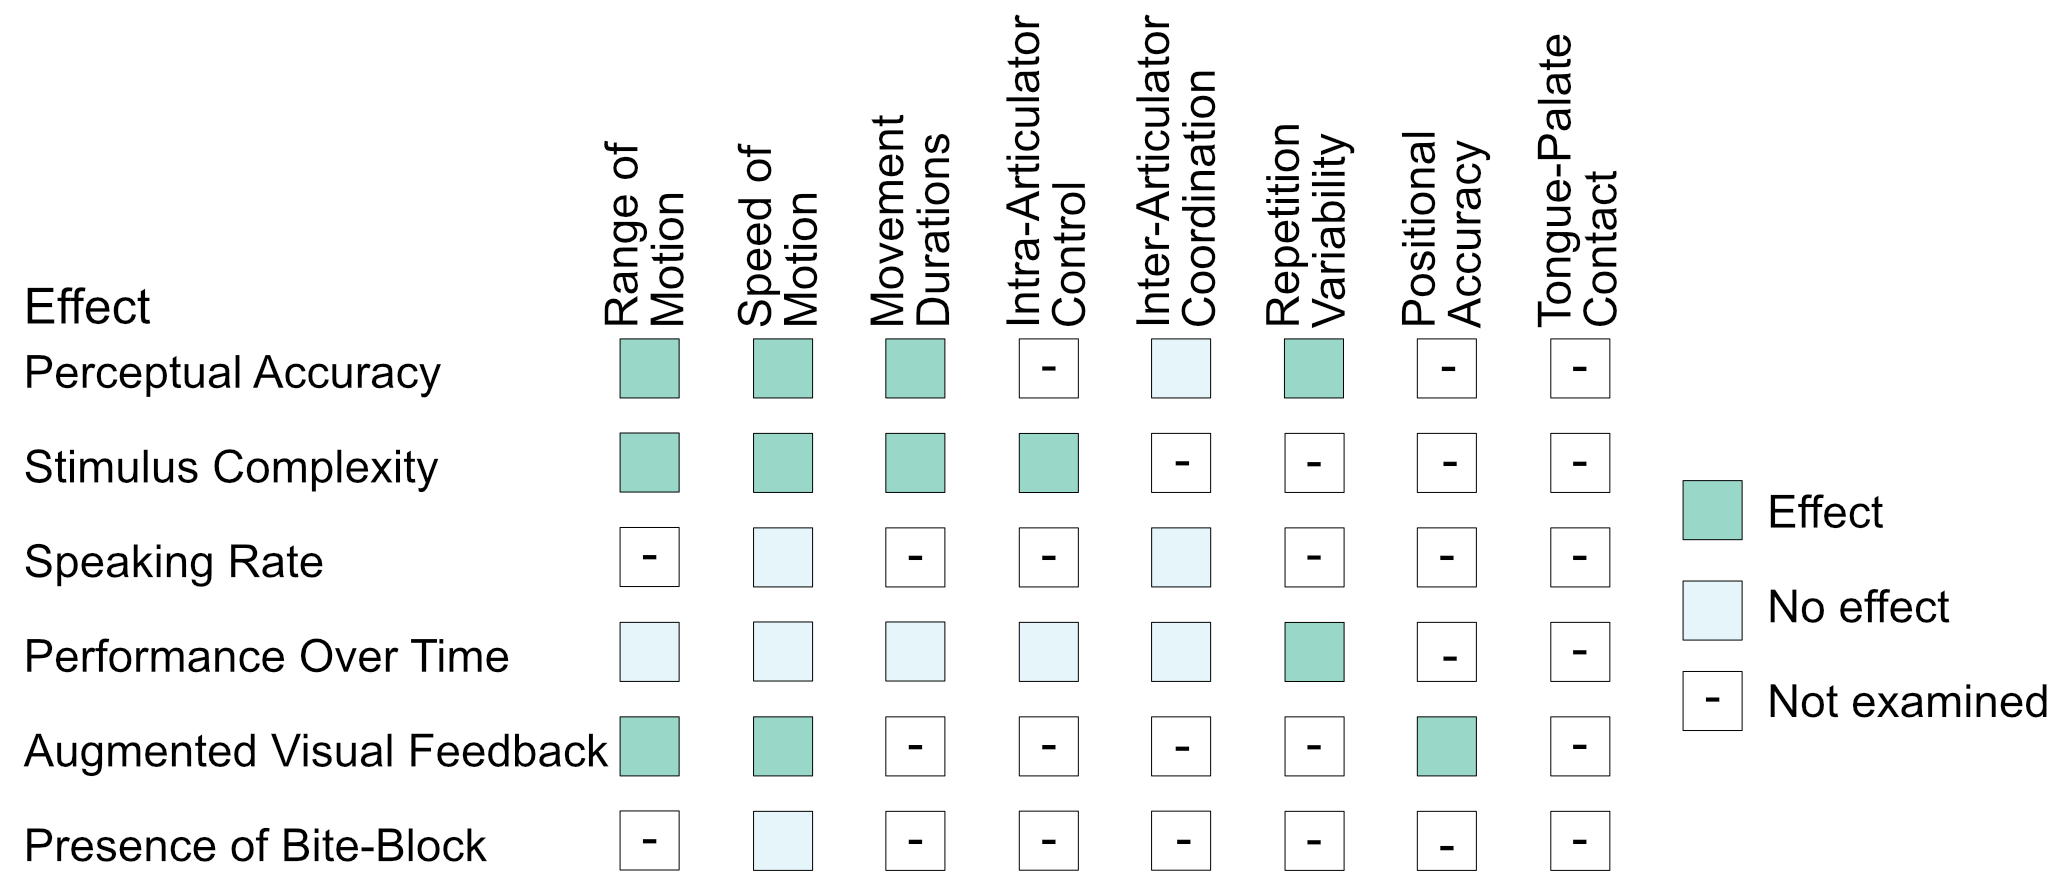 Range of
Motion
Speed of
Motion
Movement
Durations
Intra-Articulator
Control
Inter-Articulator
Coordination
Repetition
Variability
Positional
Accuracy
Tongue-Palate
Contact
Effect
Perceptual Accuracy - - -
Stimulus Complexity - - - -
Speaking Rate - - - - - -
Performance Over Time - -
Augmented Visual Feedback - - - - -
Presence of Bite-Block - - - - - - -
Effect
No effect
- Not examined